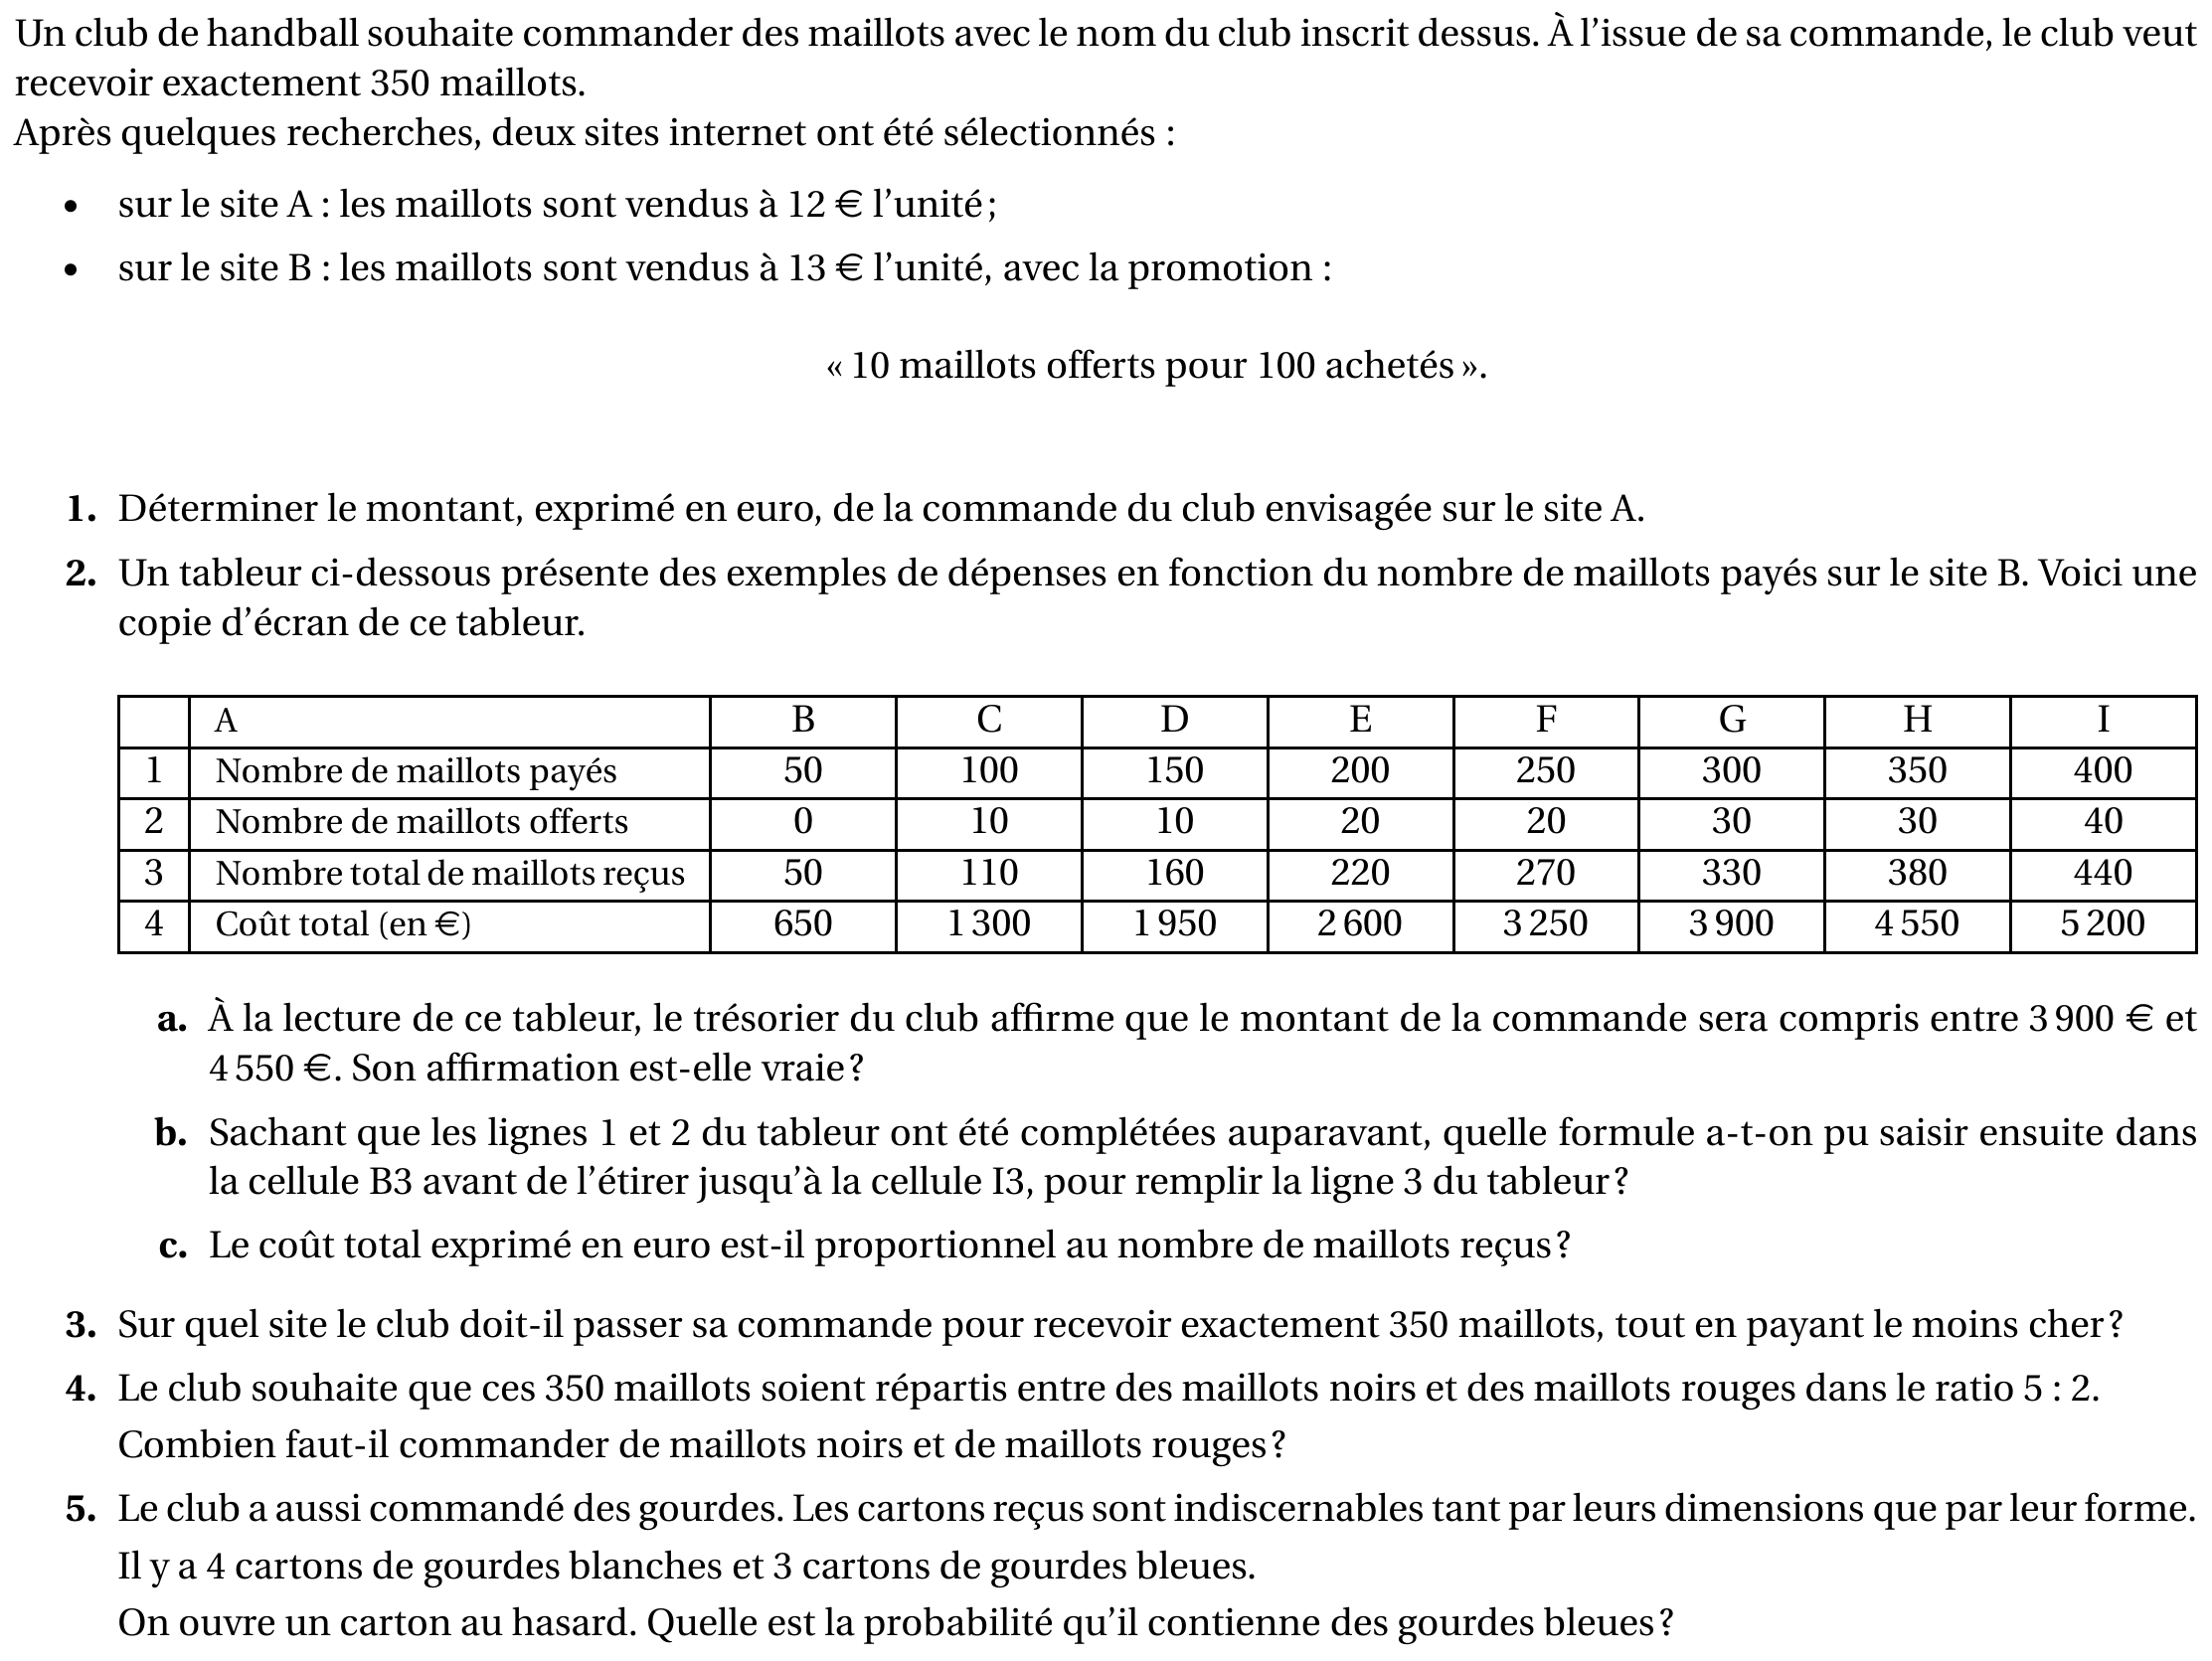 Un club de handball souhaite commander des maillots avec le nom du club inscrit dessus. À l’issue de sa commande, le club veut
recevoir exactement 350 maillots.
Après quelques recherches, deux sites internet ont été sélectionnés :
• sur le site A : les maillots sont vendus à 12 € l’unité;
• sur le site B : les maillots sont vendus à 13 € l’unité, avec la promotion :
« 10 maillots offerts pour 100 achetés ».
1. Déterminer le montant, exprimé en euro, de la commande du club envisagée sur le site A.
2. Un tableur ci-dessous présente des exemples de dépenses en fonction du nombre de maillots payés sur le site B. Voici une
copie d’écran de ce tableur.
A B C D E F G H I
1 Nombre de maillots payés 50 100 150 200 250 300 350 400
2 Nombre de maillots offerts 0 10 10 20 20 30 30 40
3 Nombre total de maillots reçus 50 110 160 220 270 330 380 440
4 Coût total (en €) 650 1 300 1 950 2 600 3 250 3 900 4 550 5 200
a. À la lecture de ce tableur, le trésorier du club affirme que le montant de la commande sera compris entre 3 900 € et
4 550 €. Son affirmation est-elle vraie?
b. Sachant que les lignes 1 et 2 du tableur ont été complétées auparavant, quelle formule a-t-on pu saisir ensuite dans
la cellule B3 avant de l’étirer jusqu’à la cellule I3, pour remplir la ligne 3 du tableur?
c. Le coût total exprimé en euro est-il proportionnel au nombre de maillots reçus?
3. Sur quel site le club doit-il passer sa commande pour recevoir exactement 350 maillots, tout en payant le moins cher?
4. Le club souhaite que ces 350 maillots soient répartis entre des maillots noirs et des maillots rouges dans le ratio 5 : 2.
Combien faut-il commander de maillots noirs et de maillots rouges?
5. Le club a aussi commandé des gourdes. Les cartons reçus sont indiscernables tant par leurs dimensions que par leur forme.
Il y a 4 cartons de gourdes blanches et 3 cartons de gourdes bleues.
On ouvre un carton au hasard. Quelle est la probabilité qu’il contienne des gourdes bleues?